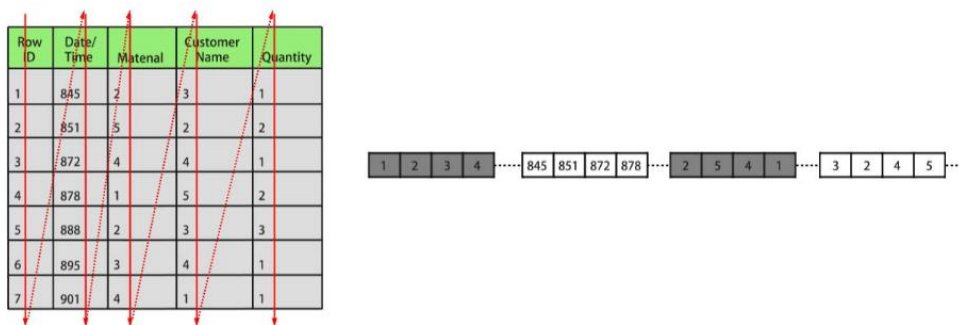 Row ID Date/ Time Matenal Customer Name Quantity
1 845 2 3 1
2 851 5 2 2
3 872 4 4 1
4 878 1 5 2
5 888 2 3 3
6 895 3 4 1
7 901 4 1 1
1 2 3 4 845 851 872 878 2 5 4 1 3 2 4 5